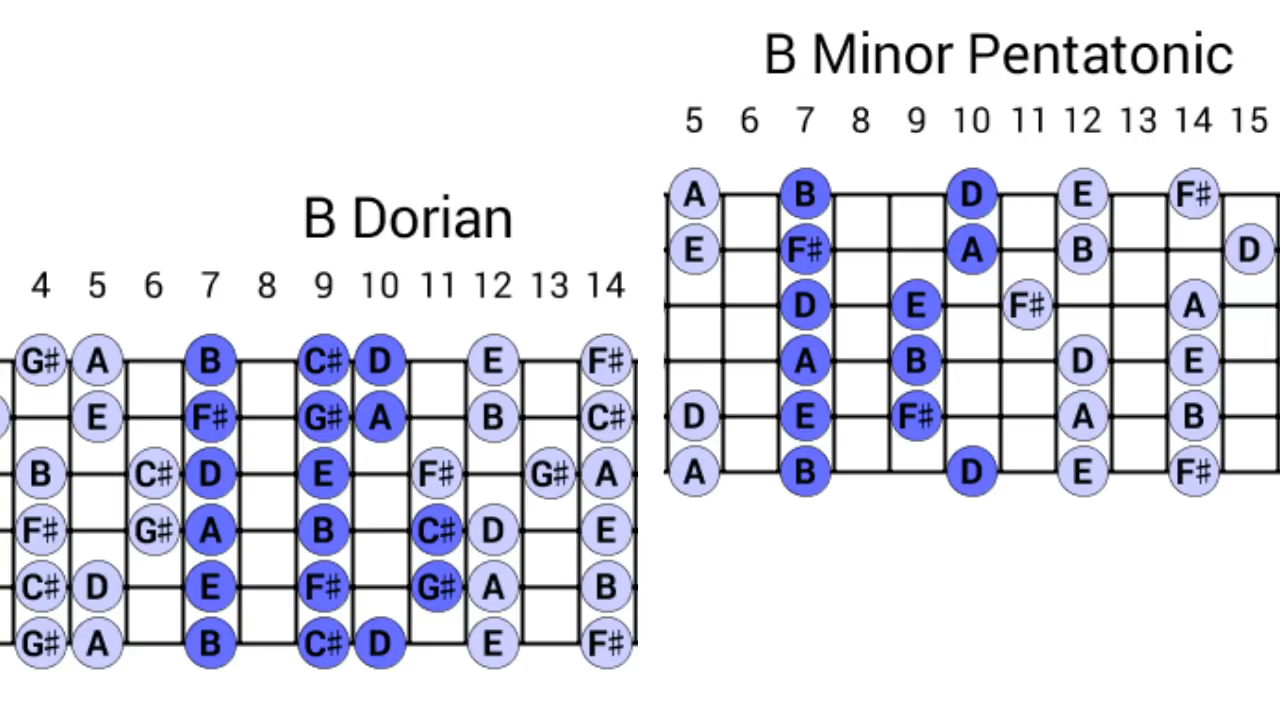 B Dorian
4 5 6 7 8 9 10 11 12 13 14
G# A B C# D E F#
E F# G# A B C#
B C# D E F# G# A
F# G# A B C# D E
C# D E F# G# A B
G# A B C# D E F#
B Minor Pentatonic
5 6 7 8 9 10 11 12 13 14 15
A B D E F#
E F# A B D
D E F# A
A B D E
D E F# A B
A B D E F#